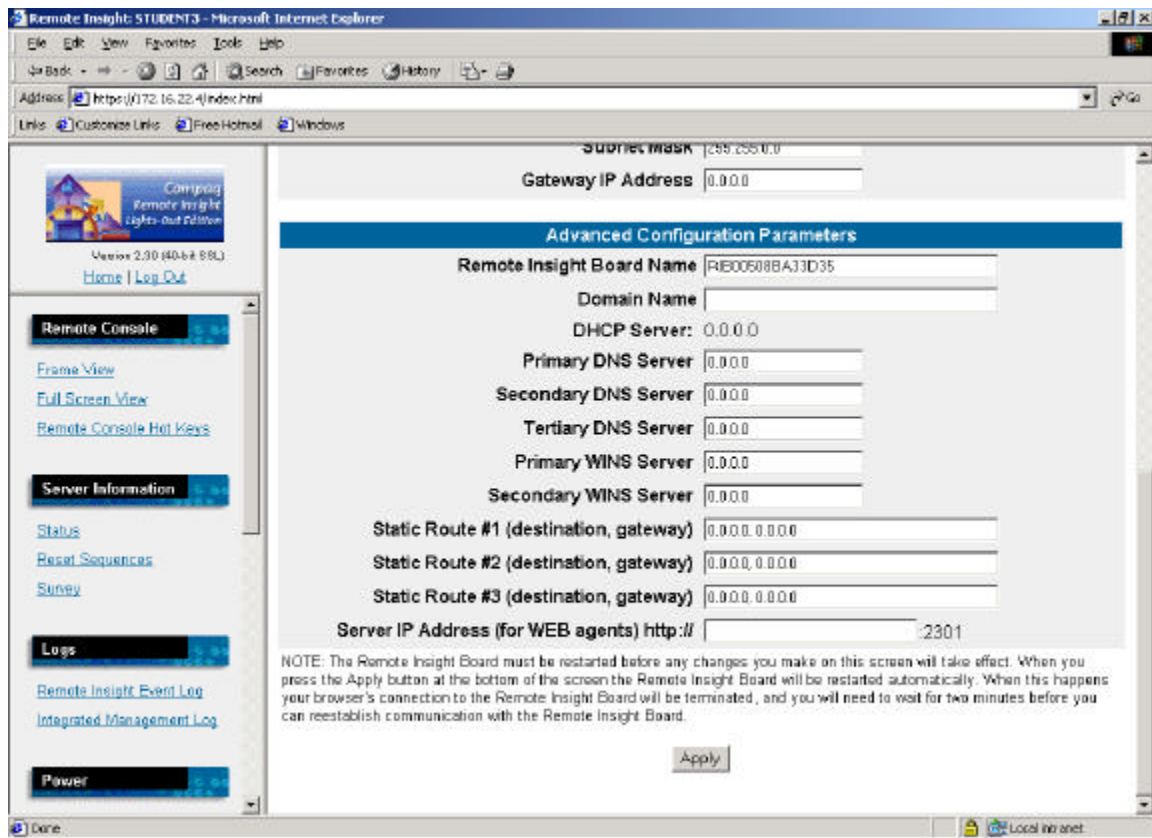 Remote Insight: STUDENT3 - Microsoft Internet Explorer
File Edit View Favorites Tools Help
Back Search Favorites History
Address https://172.16.22.4/index.html Go
Links Customize Links Free Hotmail Windows
Compaq
Remote Insight
Lights-Out Edition
Version 2.30 (40-bit SSL)
Home | Log Out
Remote Console
Frame View
Full Screen View
Remote Console Hot Keys
Server Information
Status
Reset Sequences
Survey
Logs
Remote Insight Event Log
Integrated Management Log
Power
Subnet Mask 255.255.0.0
Gateway IP Address 0.0.0.0
Advanced Configuration Parameters
Remote Insight Board Name RIB00508BA33D35
Domain Name
DHCP Server: 0.0.0.0
Primary DNS Server 0.0.0.0
Secondary DNS Server 0.0.0.0
Tertiary DNS Server 0.0.0.0
Primary WINS Server 0.0.0.0
Secondary WINS Server 0.0.0.0
Static Route #1 (destination, gateway) 0.0.0.0, 0.0.0.0
Static Route #2 (destination, gateway) 0.0.0.0, 0.0.0.0
Static Route #3 (destination, gateway) 0.0.0.0, 0.0.0.0
Server IP Address (for WEB agents) http:// :2301
NOTE: The Remote Insight Board must be restarted before any changes you make on this screen will take effect. When you
press the Apply button at the bottom of the screen the Remote Insight Board will be restarted automatically. When this happens
your browser's connection to the Remote Insight Board will be terminated, and you will need to wait for two minutes before you
can reestablish communication with the Remote Insight Board.
Apply
Done
Local intranet